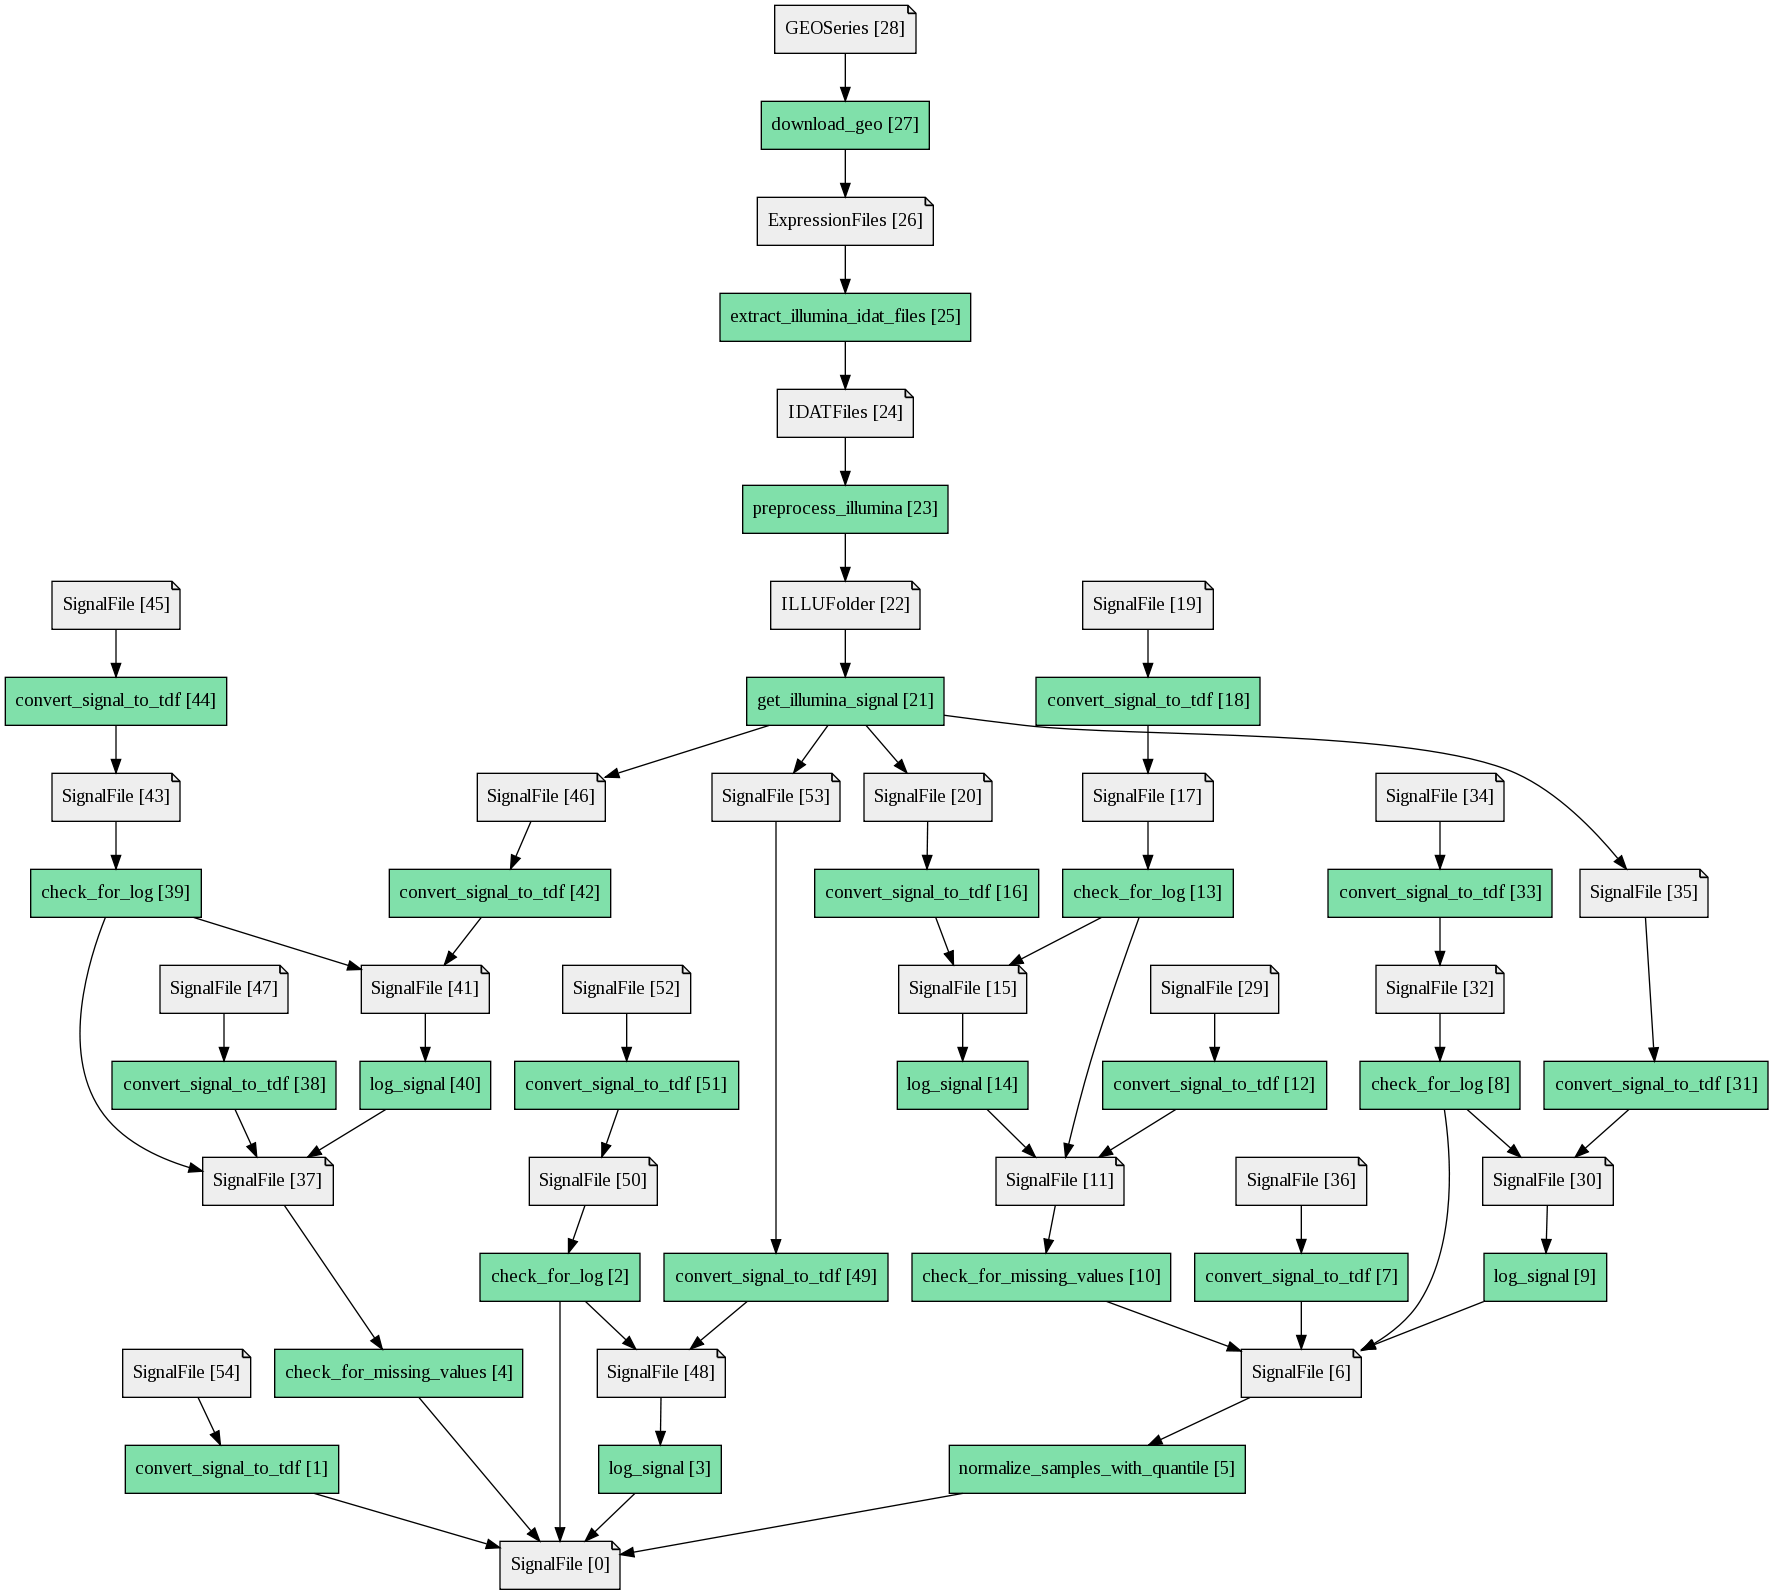 GEOSeries [28]
download_geo [27]
ExpressionFiles [26]
extract_illumina_idat_files [25]
IDATFiles [24]
preprocess_illumina [23]
SignalFile [45]
ILLUFolder [22]
SignalFile [19]
convert_signal_to_tdf [44]
get_illumina_signal [21]
convert_signal_to_tdf [18]
SignalFile [43]
SignalFile [46]
SignalFile [53]
SignalFile [20]
SignalFile [17]
SignalFile [34]
check_for_log [39]
convert_signal_to_tdf [42]
convert_signal_to_tdf [16]
check_for_log [13]
convert_signal_to_tdf [33]
SignalFile [35]
SignalFile [47]
SignalFile [41]
SignalFile [52]
SignalFile [15]
SignalFile [29]
SignalFile [32]
convert_signal_to_tdf [38]
log_signal [40]
convert_signal_to_tdf [51]
log_signal [14]
convert_signal_to_tdf [12]
check_for_log [8]
convert_signal_to_tdf [31]
SignalFile [37]
SignalFile [50]
SignalFile [11]
SignalFile [36]
SignalFile [30]
check_for_log [2]
convert_signal_to_tdf [49]
check_for_missing_values [10]
convert_signal_to_tdf [7]
log_signal [9]
SignalFile [54]
check_for_missing_values [4]
SignalFile [48]
SignalFile [6]
convert_signal_to_tdf [1]
log_signal [3]
normalize_samples_with_quantile [5]
SignalFile [0]